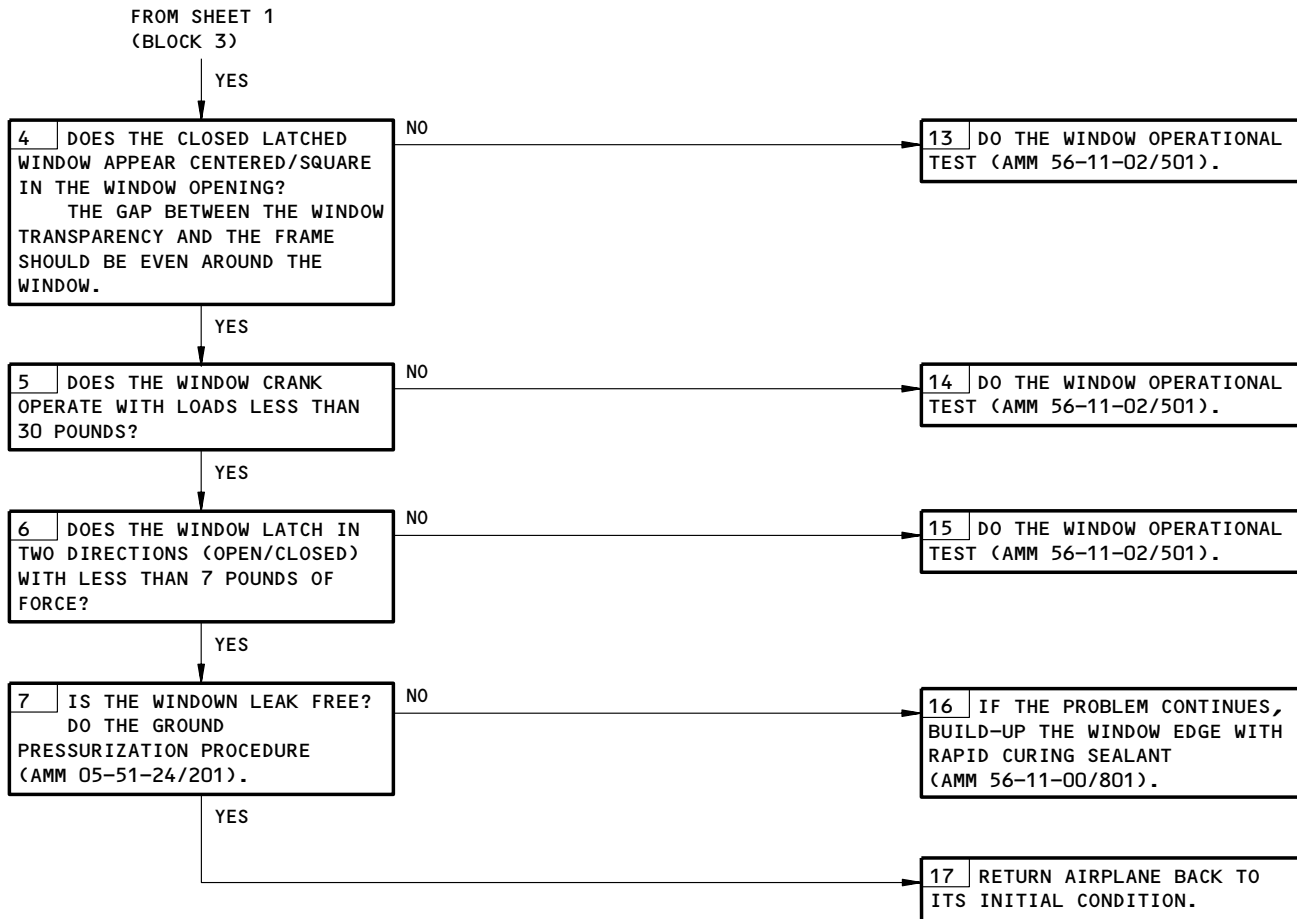 FROM SHEET 1
(BLOCK 3)
YES
4 DOES THE CLOSED LATCHED
WINDOW APPEAR CENTERED/SQUARE
IN THE WINDOW OPENING?
THE GAP BETWEEN THE WINDOW
TRANSPARENCY AND THE FRAME
SHOULD BE EVEN AROUND THE
WINDOW.
NO
13 DO THE WINDOW OPERATIONAL
TEST (AMM 56-11-02/501).
YES
5 DOES THE WINDOW CRANK
OPERATE WITH LOADS LESS THAN
30 POUNDS?
NO
14 DO THE WINDOW OPERATIONAL
TEST (AMM 56-11-02/501).
YES
6 DOES THE WINDOW LATCH IN
TWO DIRECTIONS (OPEN/CLOSED)
WITH LESS THAN 7 POUNDS OF
FORCE?
NO
15 DO THE WINDOW OPERATIONAL
TEST (AMM 56-11-02/501).
YES
7 IS THE WINDOWN LEAK FREE?
DO THE GROUND
PRESSURIZATION PROCEDURE
(AMM 05-51-24/201).
NO
16 IF THE PROBLEM CONTINUES,
BUILD-UP THE WINDOW EDGE WITH
RAPID CURING SEALANT
(AMM 56-11-00/801).
YES
17 RETURN AIRPLANE BACK TO
ITS INITIAL CONDITION.